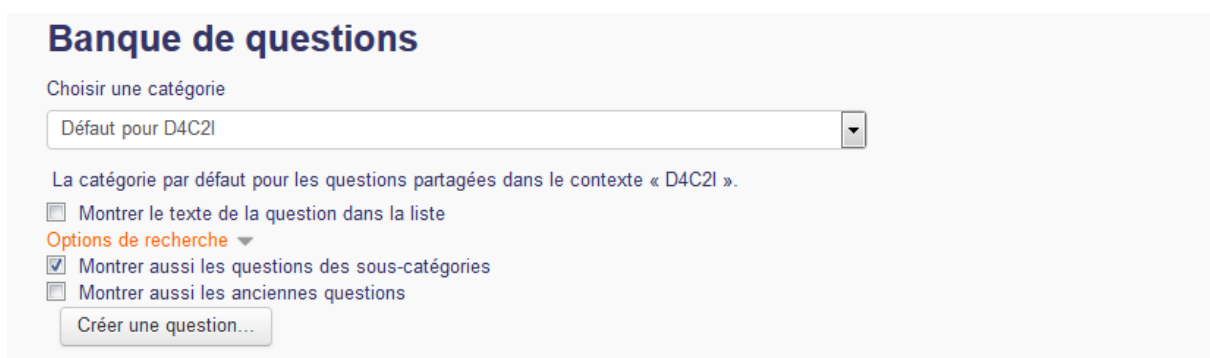 Banque de questions
Choisir une catégorie
Défaut pour D4C2I
La catégorie par défaut pour les questions partagées dans le contexte « D4C2I ».
Montrer le texte de la question dans la liste
Options de recherche
Montrer aussi les questions des sous-catégories
Montrer aussi les anciennes questions
Créer une question...